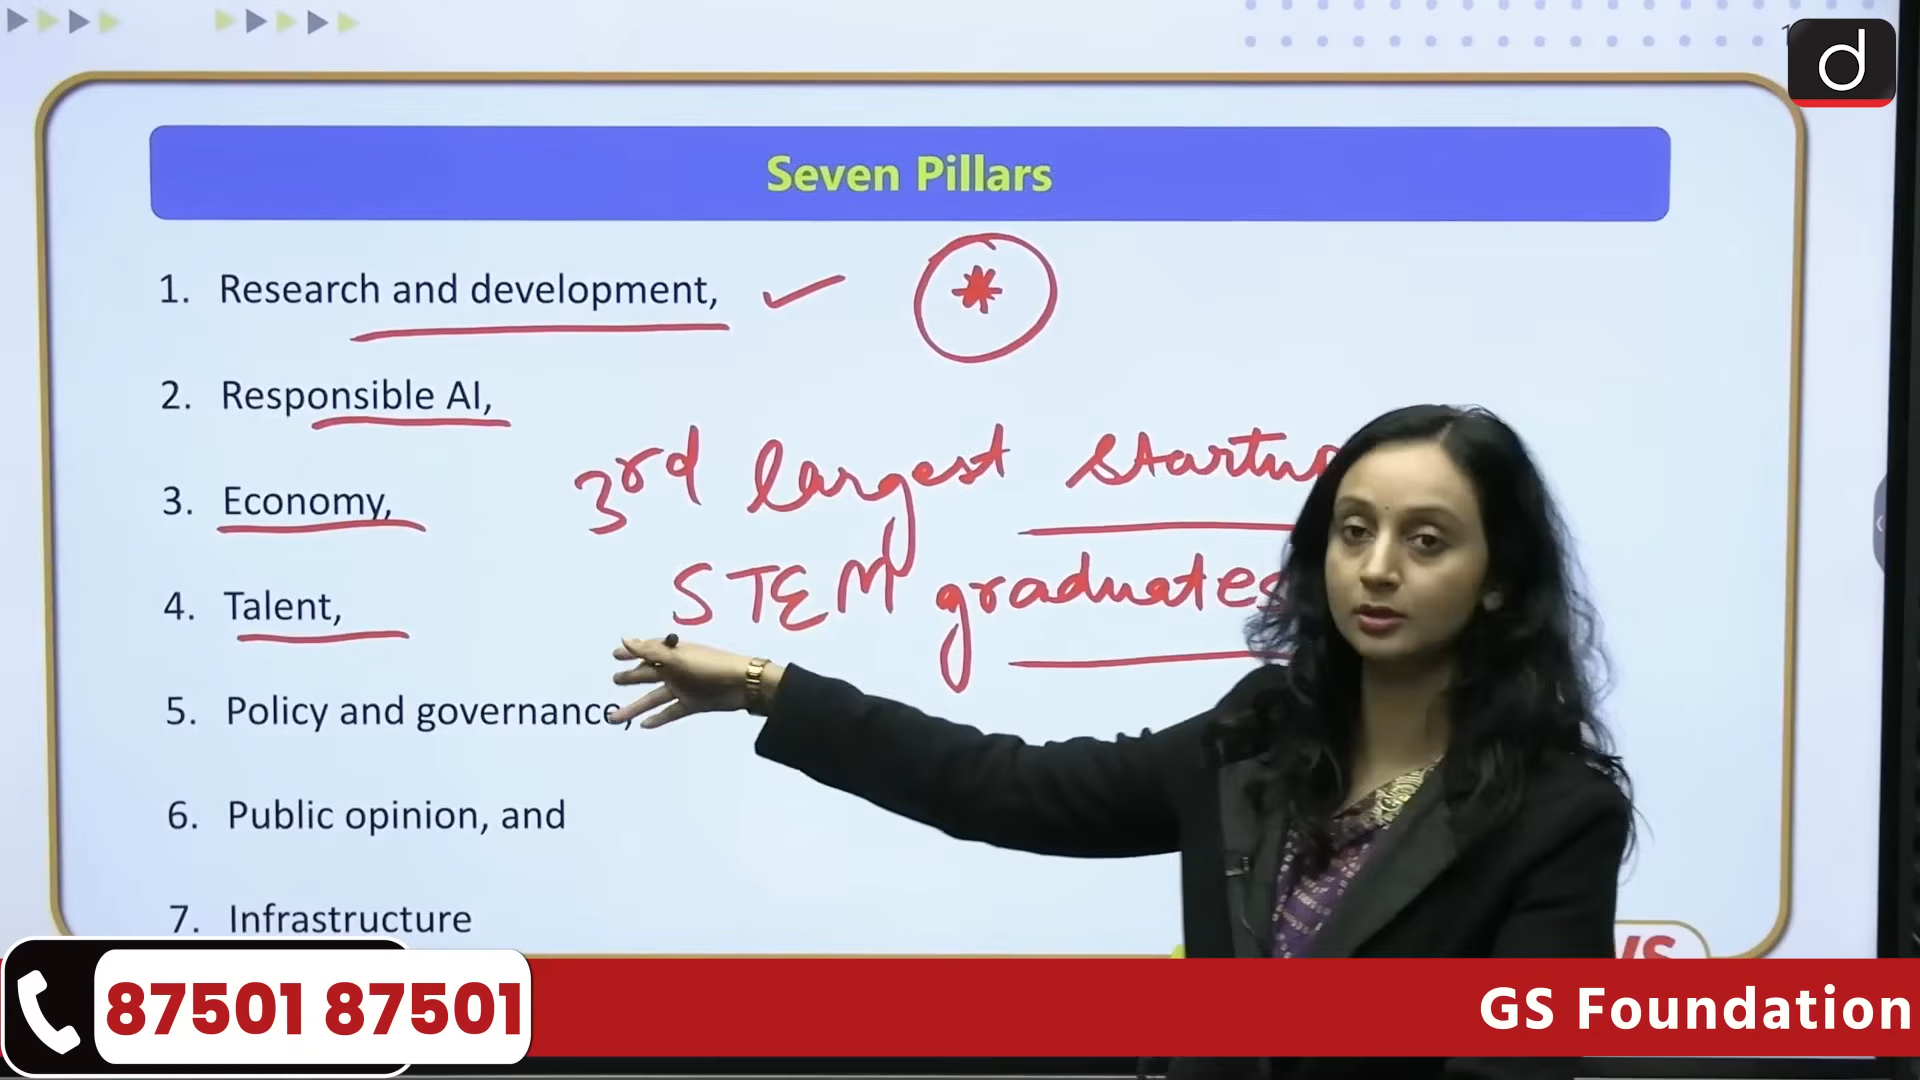 Seven Pillars
1. Research and development,
2. Responsible AI,
3rd largest
3. Economy,
STEM graduates
4. Talent,
5. Policy and governance,
6. Public opinion, and
7. Infrastructure
87501 87501
GS Foundation